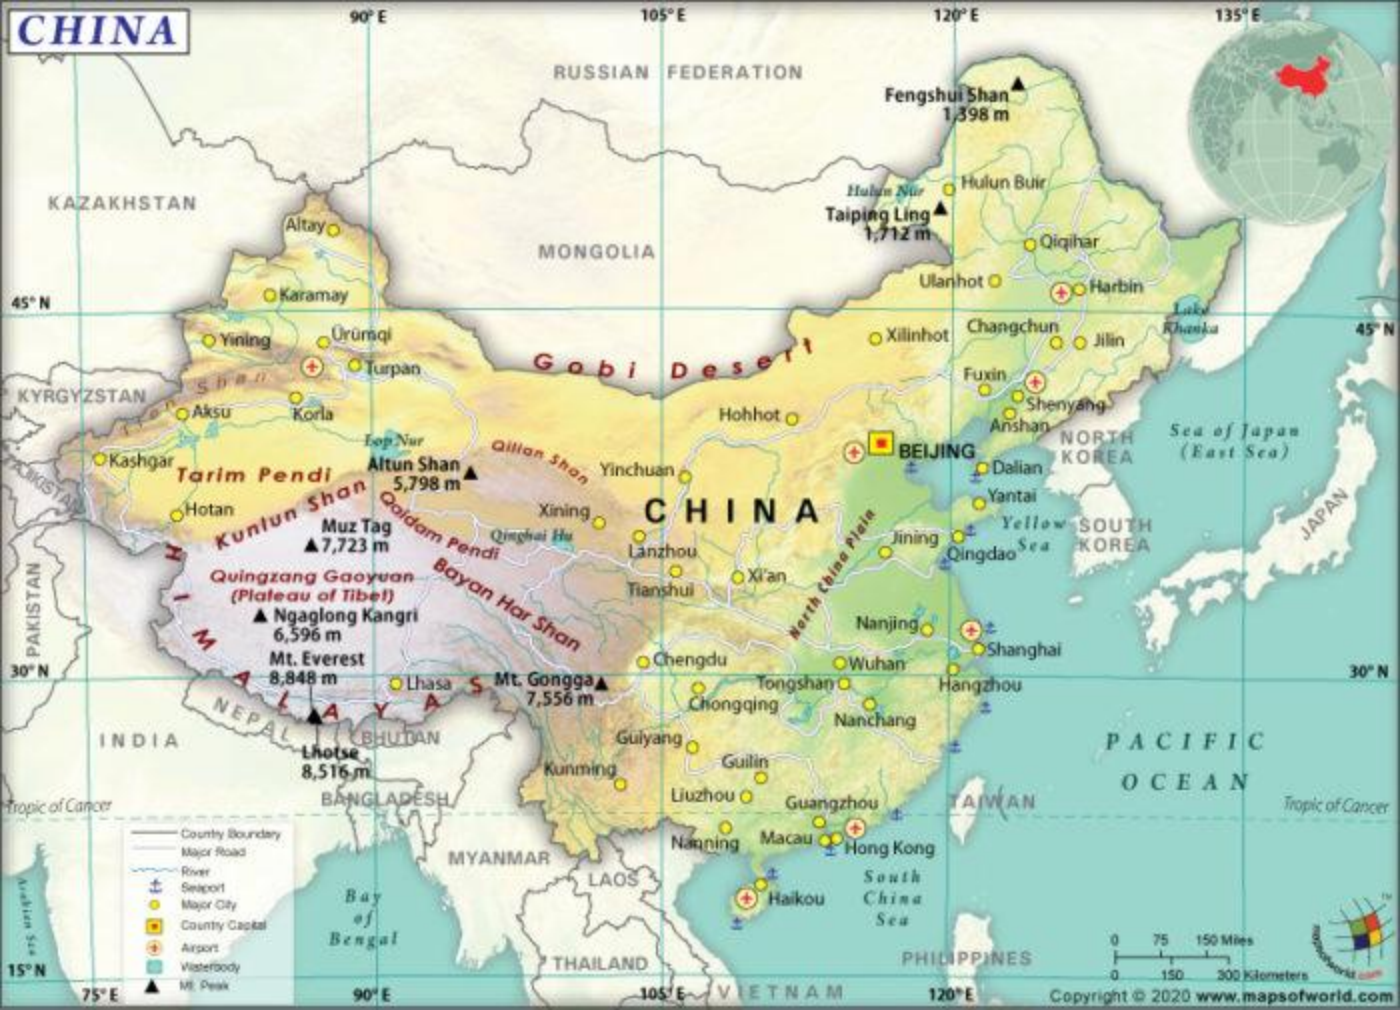 CHINA
90° E
105° E
120° E
135° E
RUSSIAN FEDERATION
Fengshui Shan
1,398 m
KAZAKHSTAN
Hulun Nur
Hulun Buir
Taiping Ling
1,712 m
Altay
MONGOLIA
Qiqihar
Ulanhot
Harbin
Karamay
45° N
Lake
Khanka
45° N
Yining
Ürümqi
Xilinhot
Changchun
Jilin
Gobi Desert
Turpan
Tian Shan
KYRGYZSTAN
Fuxin
Aksu
Korla
Hohhot
Shenyang
Anshan
Lop Nur
Qilian Shan
BEIJING
NORTH
KOREA
Sea of Japan
(East Sea)
Kashgar
Tarim Pendi
Altun Shan
5,798 m
Yinchuan
Dalian
Yantai
Hotan
Kunlun Shan
Qaidam Pendi
Xining
CHINA
Yellow
Sea
SOUTH
KOREA
JAPAN
Muz Tag
7,723 m
Qinghai Hu
Lanzhou
Jining
Qingdao
North China Plain
Quingzang Gaoyuan
(Plateau of Tibet)
Bayan Har Shan
Tianshui
Xi'an
PAKISTAN
Ngaglong Kangri
6,596 m
Nanjing
Shanghai
HIMALAYAS
Mt. Everest
8,848 m
30° N
Lhasa
Mt. Gongga
7,556 m
Chengdu
Wuhan
Tongshan
Hangzhou
30° N
Chongqing
Nanchang
NEPAL
BHUTAN
INDIA
Lhotse
8,516 m
Guiyang
PACIFIC
OCEAN
Kunming
Guilin
Liuzhou
Guangzhou
BANGLADESH
Tropic of Cancer
TAIWAN
Tropic of Cancer
Nanning
Macau
Hong Kong
MYANMAR
LAOS
South
China
Sea
Haikou
Bay
of
Bengal
Arabian Sea
THAILAND
VIETNAM
PHILIPPINES
Country Boundary
Major Road
River
Seaport
Major City
Country Capital
Airport
Waterbody
Mt. Peak
0 75 150 Miles
0 150 300 Kilometers
mapsofworld.com
15° N
75° E
90° E
105° E
120° E
Copyright © 2020 www.mapsofworld.com